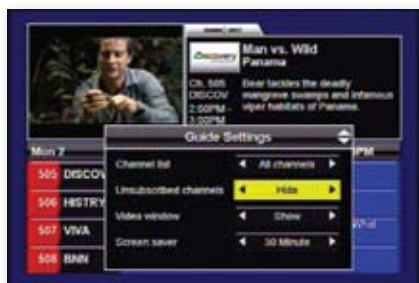 Discovery
Man vs. Wild
Panama
Ch. 505
DISCOV
2:00PM -
3:00PM
Bear tackles the deadly
mangrove swamps and infamous
viper habitats of Panama.
Guide Settings
Mon 2
PM
Channel list All channels
505 DISCOV
Unsubscribed channels Hide
506 HISTRY
Video window Show
507 VIVA
Screen saver 30 Minute
508 BNN